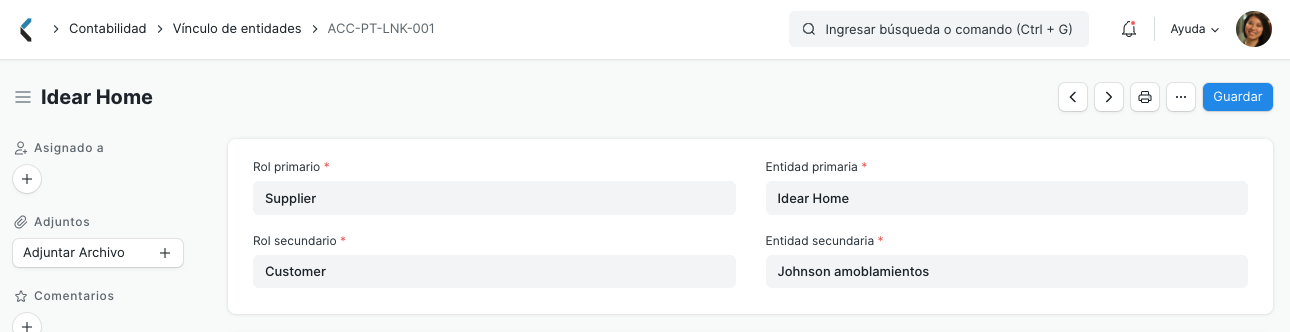 Contabilidad Vínculo de entidades ACC-PT-LNK-001
Ingresar búsqueda o comando (Ctrl + G)
Ayuda
Idear Home
Guardar
Asignado a
Adjuntos
Adjuntar Archivo
Comentarios
Rol primario *
Supplier
Entidad primaria *
Idear Home
Rol secundario *
Customer
Entidad secundaria *
Johnson amoblamientos